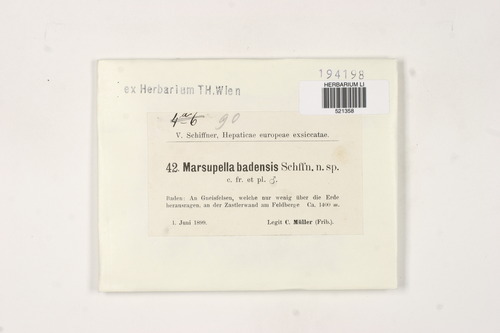 194198
HERBARIUM LI
521358
ex Herbarium TH.Wien
4 a+b 90
V. Schiffner, Hepaticae europaeae exsiccatae.
42. Marsupella badensis Schffn, n. sp.
c. fr. et pl. ♂.
Baden: An Gneisfelsen, welche nur wenig über die Erde
herausragen, an der Zastlerwand am Feldberge Ca. 1400 m.
1. Juni 1898. Legit C. Müller (Frib.).